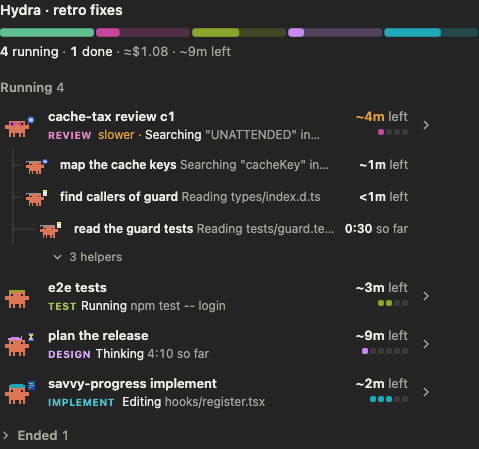 Hydra · retro fixes
4 running · 1 done · ≈$1.08 · ~9m left
Running 4
cache-tax review c1 ~4m left
REVIEW slower · Searching "UNATTENDED" in...
map the cache keys Searching "cacheKey" in... ~1m left
find callers of guard Reading types/index.d.ts <1m left
read the guard tests Reading tests/guard.te... 0:30 so far
3 helpers
e2e tests ~3m left
TEST Running npm test -- login
plan the release ~9m left
DESIGN Thinking 4:10 so far
savvy-progress implement ~2m left
IMPLEMENT Editing hooks/register.tsx
Ended 1